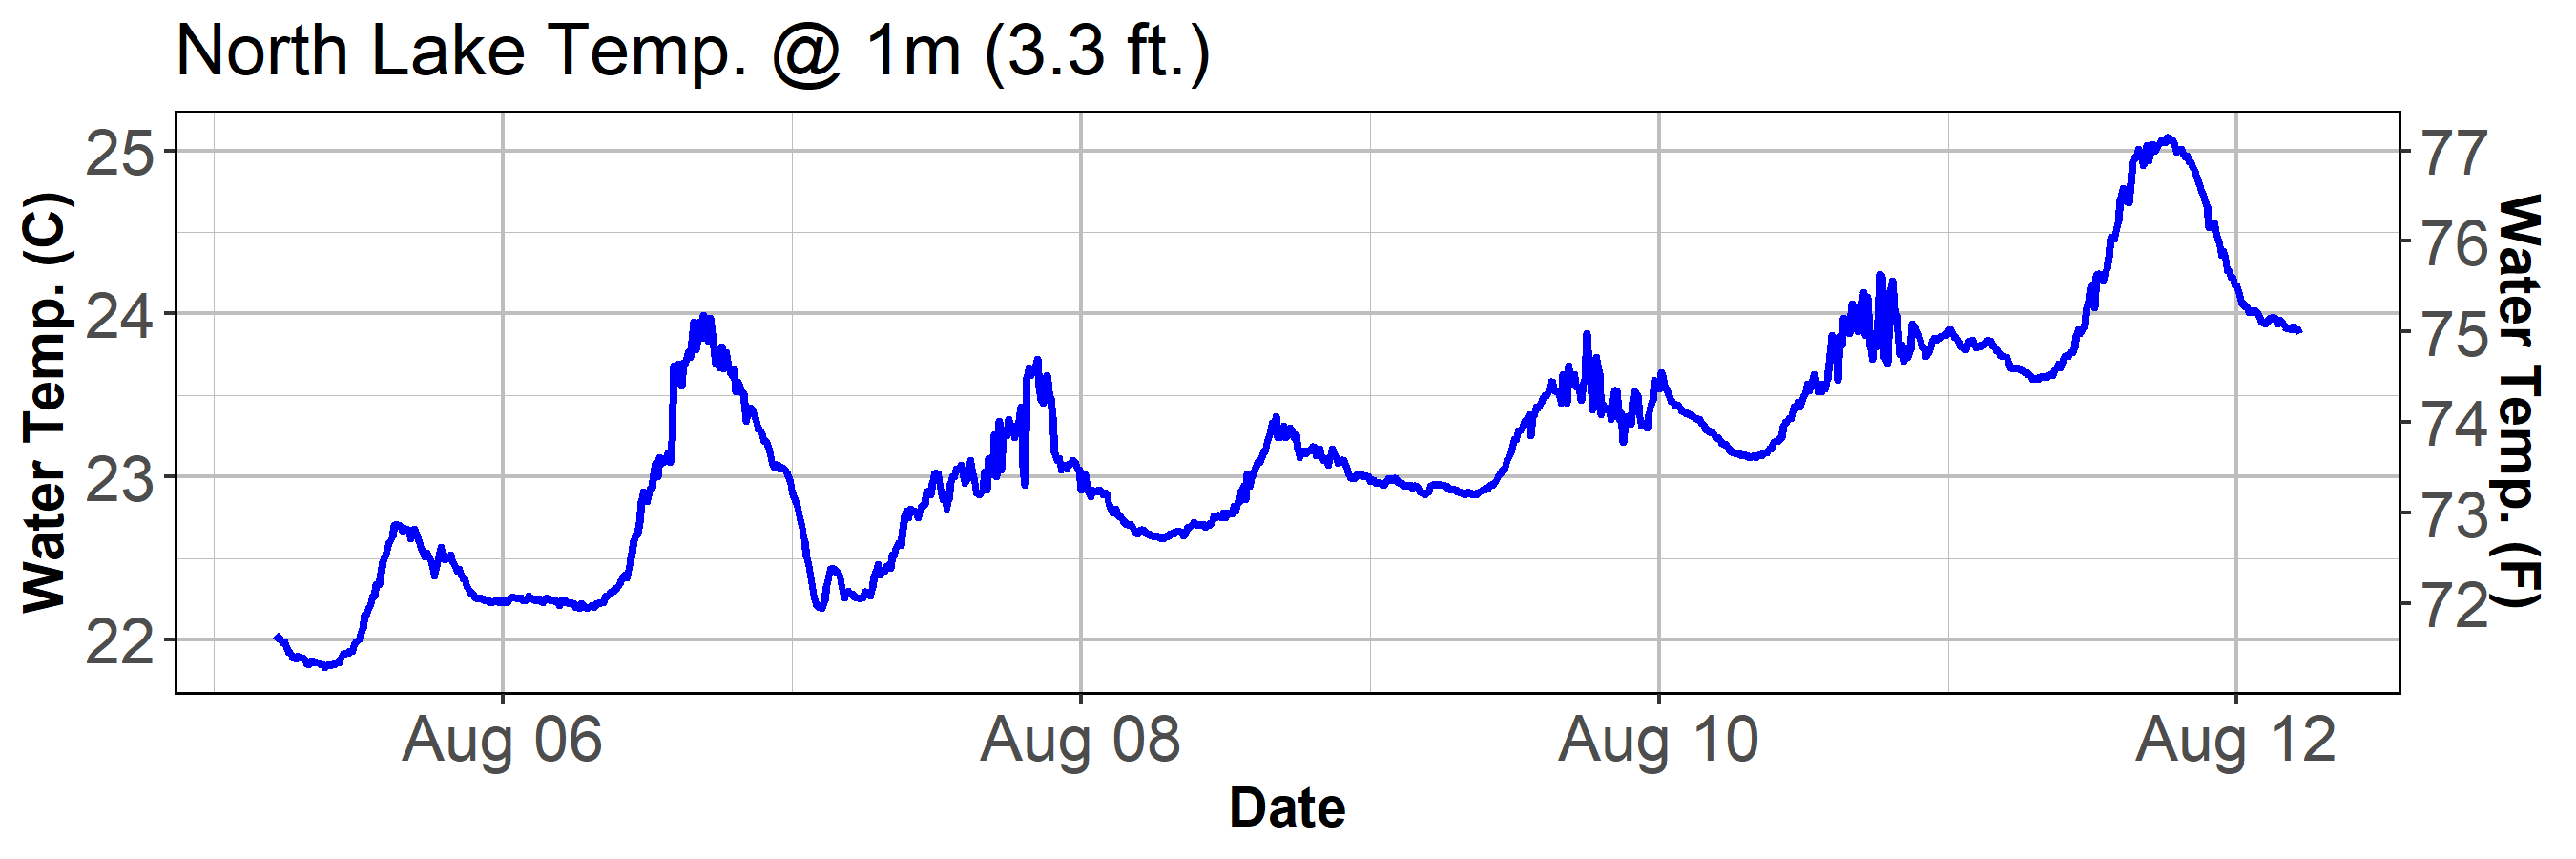 North Lake Temp. @ 1m (3.3 ft.)
Water Temp. (C)
25
24
23
22
77
76
75
74
73
72
Water Temp. (F)
Aug 06 Aug 08 Aug 10 Aug 12
Date